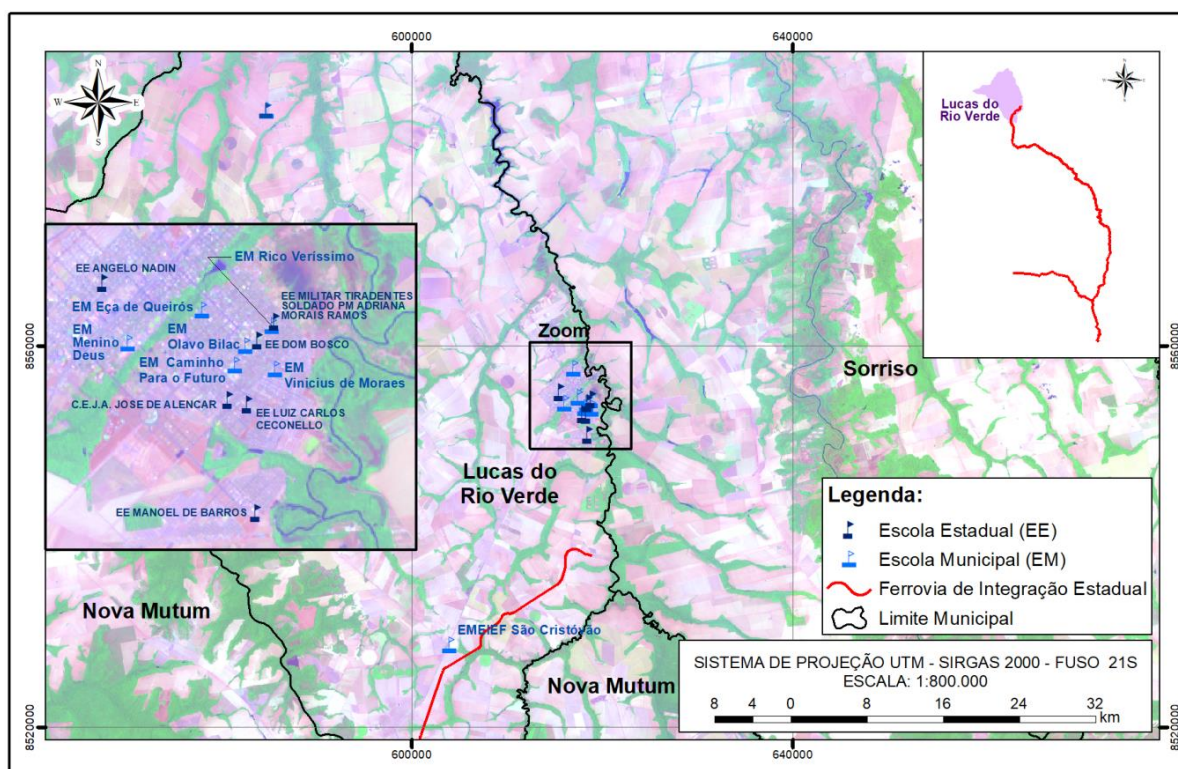 600000
640000
N
W
E
S
Lucas do
Rio Verde
EM Rico Veríssimo
EE ANGELO NADIN
EE MILITAR TIRADENTES
SOLDADO PM ADRIANA
MORAIS RAMOS
EM Eça de Queirós
EM
Menino
Deus
EM
Olavo Bilac
EE DOM BOSCO
EM Caminho
Para o Futuro
EM
Vinicius de Moraes
C.E.J.A. JOSE DE ALENCAR
EE LUIZ CARLOS
CECONELLO
EE MANOEL DE BARROS
Zoom
8560000
8560000
Sorriso
Lucas do
Rio Verde
Nova Mutum
EMEIEF São Cristóvão
Nova Mutum
Legenda:
Escola Estadual (EE)
Escola Municipal (EM)
Ferrovia de Integração Estadual
Limite Municipal
SISTEMA DE PROJEÇÃO UTM - SIRGAS 2000 - FUSO 21S
ESCALA: 1:800.000
8 4 0 8 16 24 32
km
8520000
8520000
600000
640000